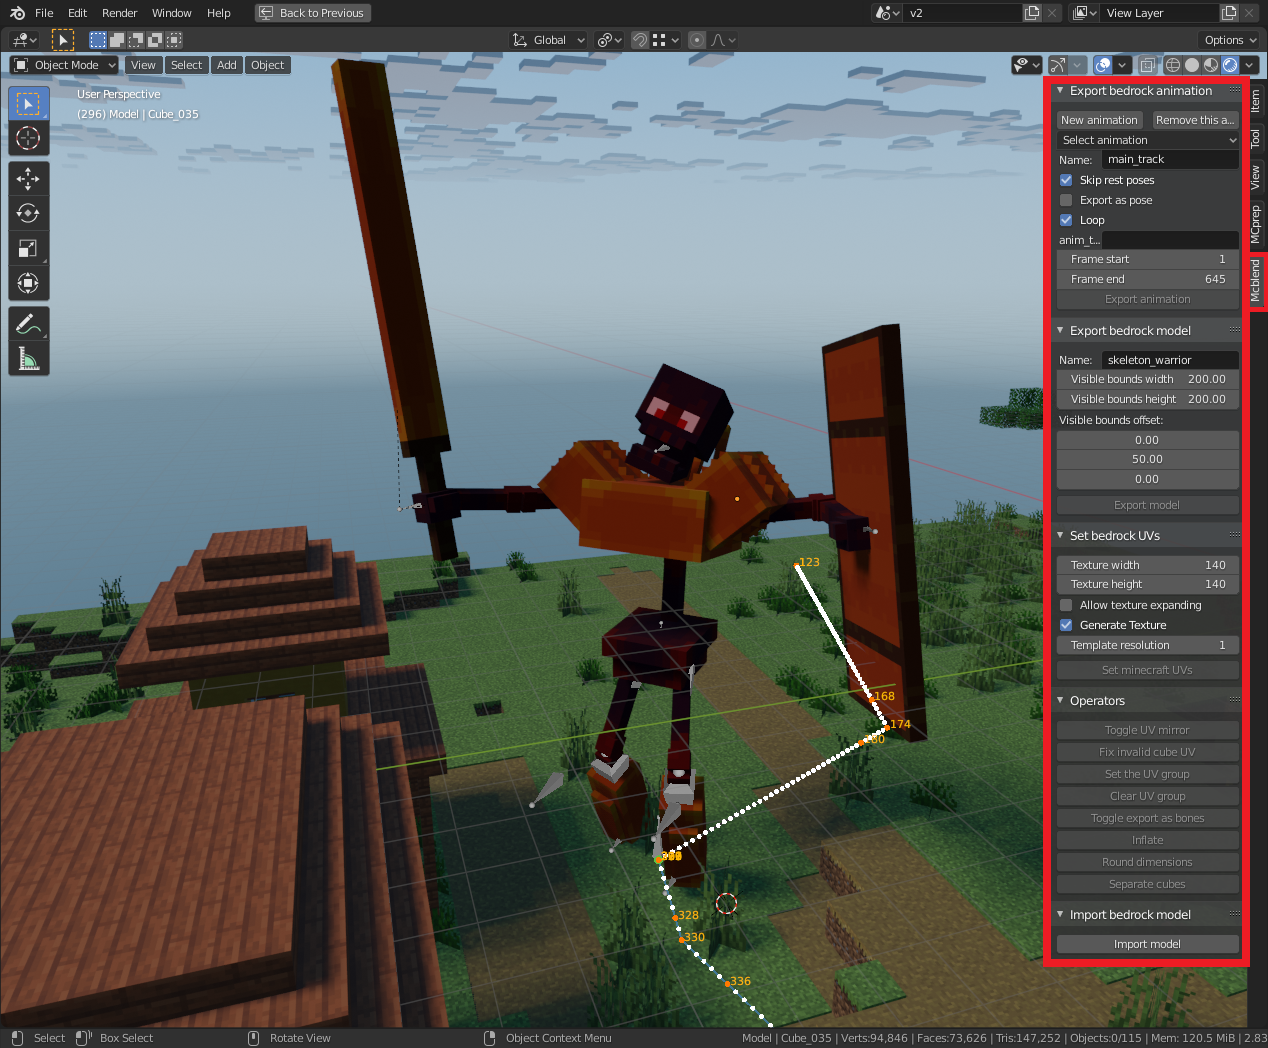 File Edit Render Window Help Back to Previous v2 View Layer
Global Options
Object Mode View Select Add Object
User Perspective
(296) Model | Cube_035
Export bedrock animation
New animation Remove this a...
Select animation
Name: main_track
Skip rest poses
Export as pose
Loop
anim_t...
Frame start 1
Frame end 645
Export animation
Export bedrock model
Name: skeleton_warrior
Visible bounds width 200.00
Visible bounds height 200.00
Visible bounds offset:
0.00
50.00
0.00
Export model
Set bedrock UVs
Texture width 140
Texture height 140
Allow texture expanding
Generate Texture
Template resolution 1
Set minecraft UVs
Operators
Toggle UV mirror
Fix invalid cube UV
Set the UV group
Clear UV group
Toggle export as bones
Inflate
Round dimensions
Separate cubes
Import bedrock model
Import model
Item
Tool
View
MCprep
Mcblend
123
168
174
328
330
336
Select Box Select Rotate View Object Context Menu Model | Cube_035 | Verts:94,846 | Faces:73,626 | Tris:147,252 | Objects:0/115 | Mem: 120.5 MiB | 2.83